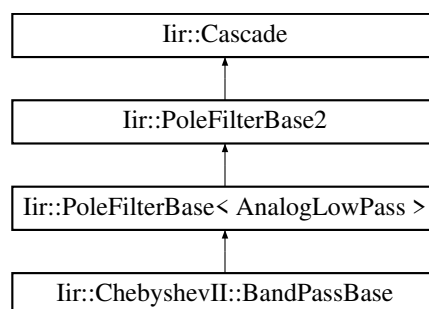 Iir::Cascade
Iir::PoleFilterBase2
Iir::PoleFilterBase< AnalogLowPass >
Iir::ChebyshevII::BandPassBase